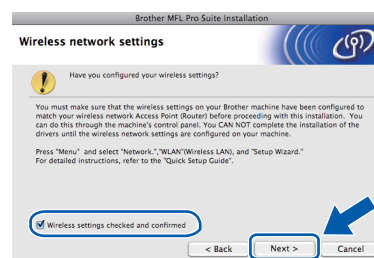 Brother MFL Pro Suite Installation
Wireless network settings
Have you configured your wireless settings?
You must make sure that the wireless settings on your Brother machine have been configured to
match your wireless network Access Point (Router) before proceeding with this installation. You
can do this through the machine's control panel. You CAN NOT complete the installation of the
drivers until the wireless network settings are configured on your machine.
Press "Menu" and select "Network.","WLAN"(Wireless LAN), and "Setup Wizard."
For detailed instructions, refer to the "Quick Setup Guide".
Wireless settings checked and confirmed
< Back Next > Cancel